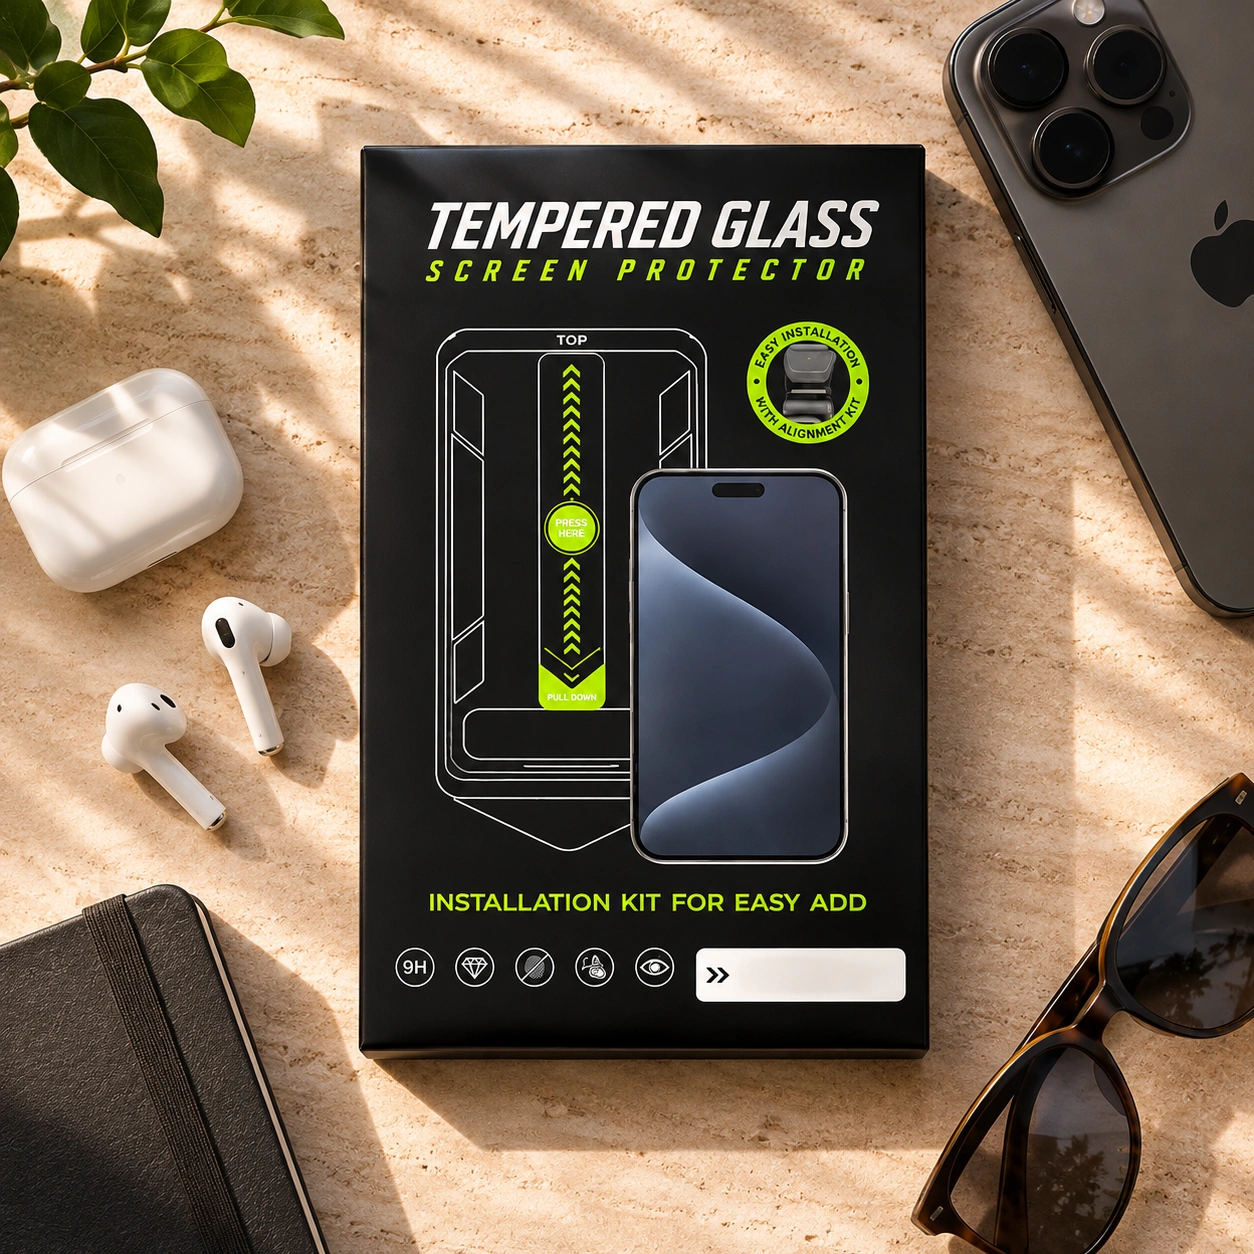 TEMPERED GLASS
SCREEN PROTECTOR
TOP
EASY INSTALLATION
WITH ALIGNMENT KIT
PRESS
HERE
PULL DOWN
INSTALLATION KIT FOR EASY ADD
9H